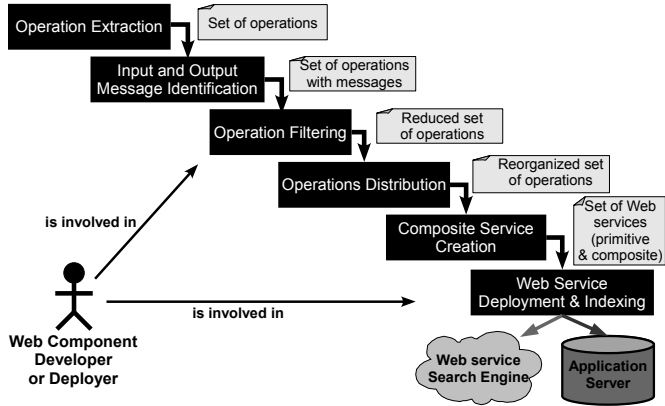 Operation Extraction
Set of operations
Input and Output
Message Identification
Set of operations
with messages
Operation Filtering
Reduced set
of operations
Operations Distribution
Reorganized set
of operations
Composite Service
Creation
Set of Web
services
(primitive
& composite)
Web Service
Deployment & Indexing
is involved in
is involved in
Web Component
Developer
or Deployer
Web service
Search Engine
Application
Server